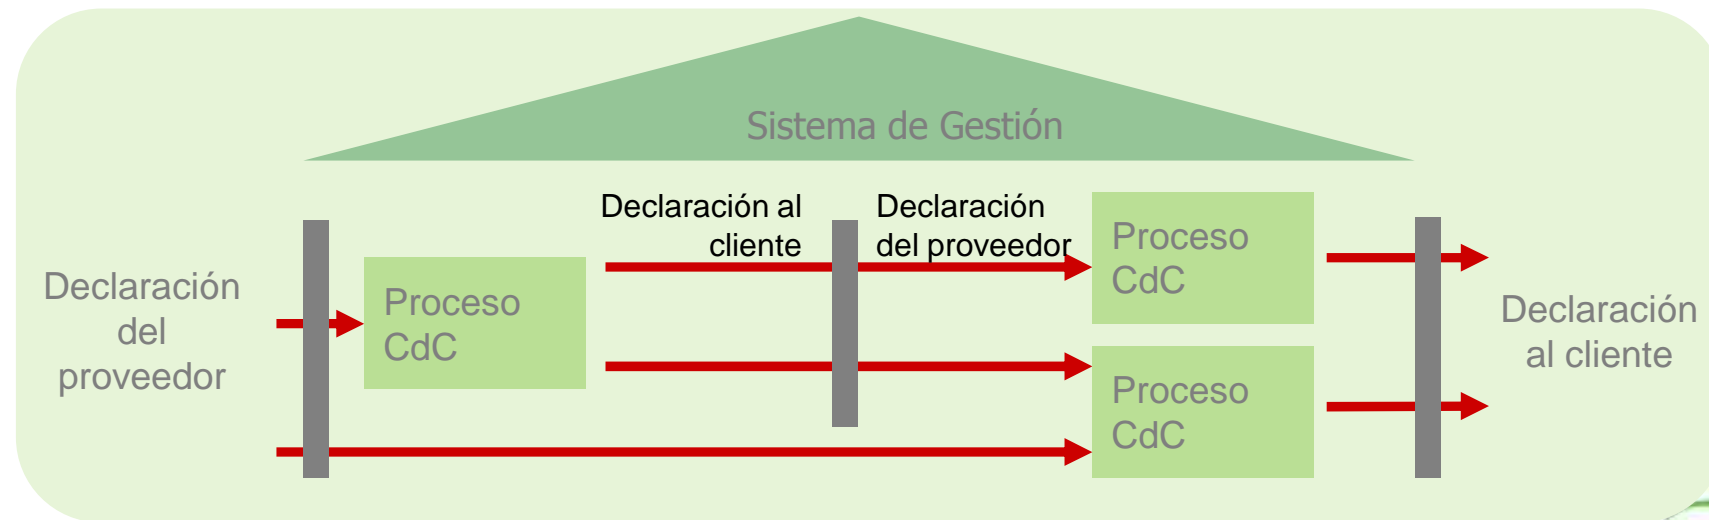 Sistema de Gestión
Declaración
del
proveedor
Proceso
CdC
Declaración al
cliente
Declaración
del proveedor
Proceso
CdC
Proceso
CdC
Declaración
al cliente